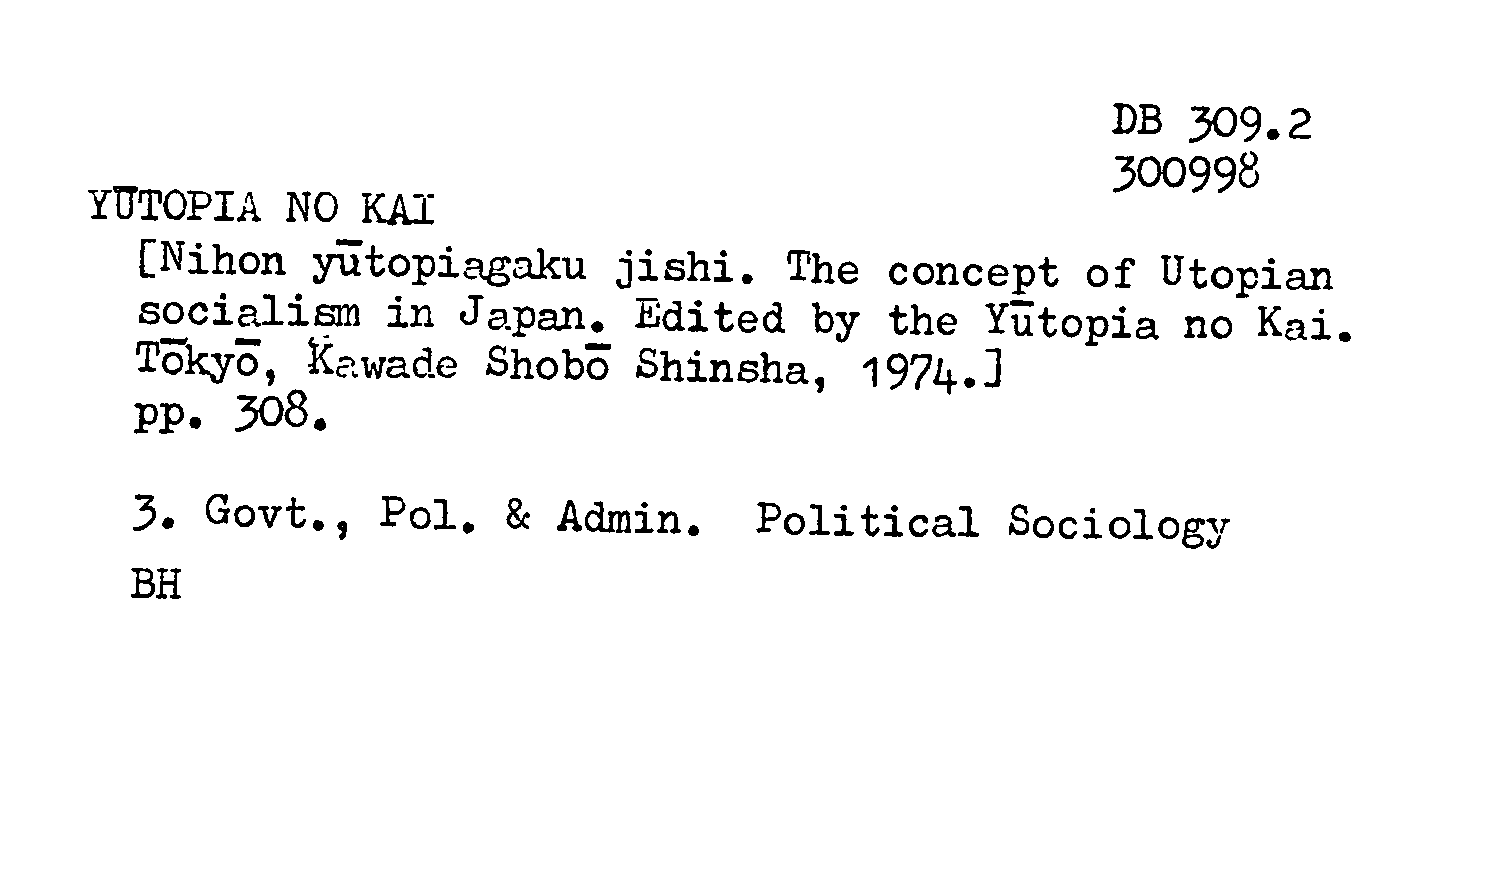 DB 309.2
300998
YŪTOPIA NO KAI
[Nihon yūtopiagaku jishi. The concept of Utopian
socialism in Japan. Edited by the Yūtopia no Kai.
Tōkyō, Kawade Shobō Shinsha, 1974.]
pp. 308.
3. Govt., Pol. & Admin. Political Sociology
BH